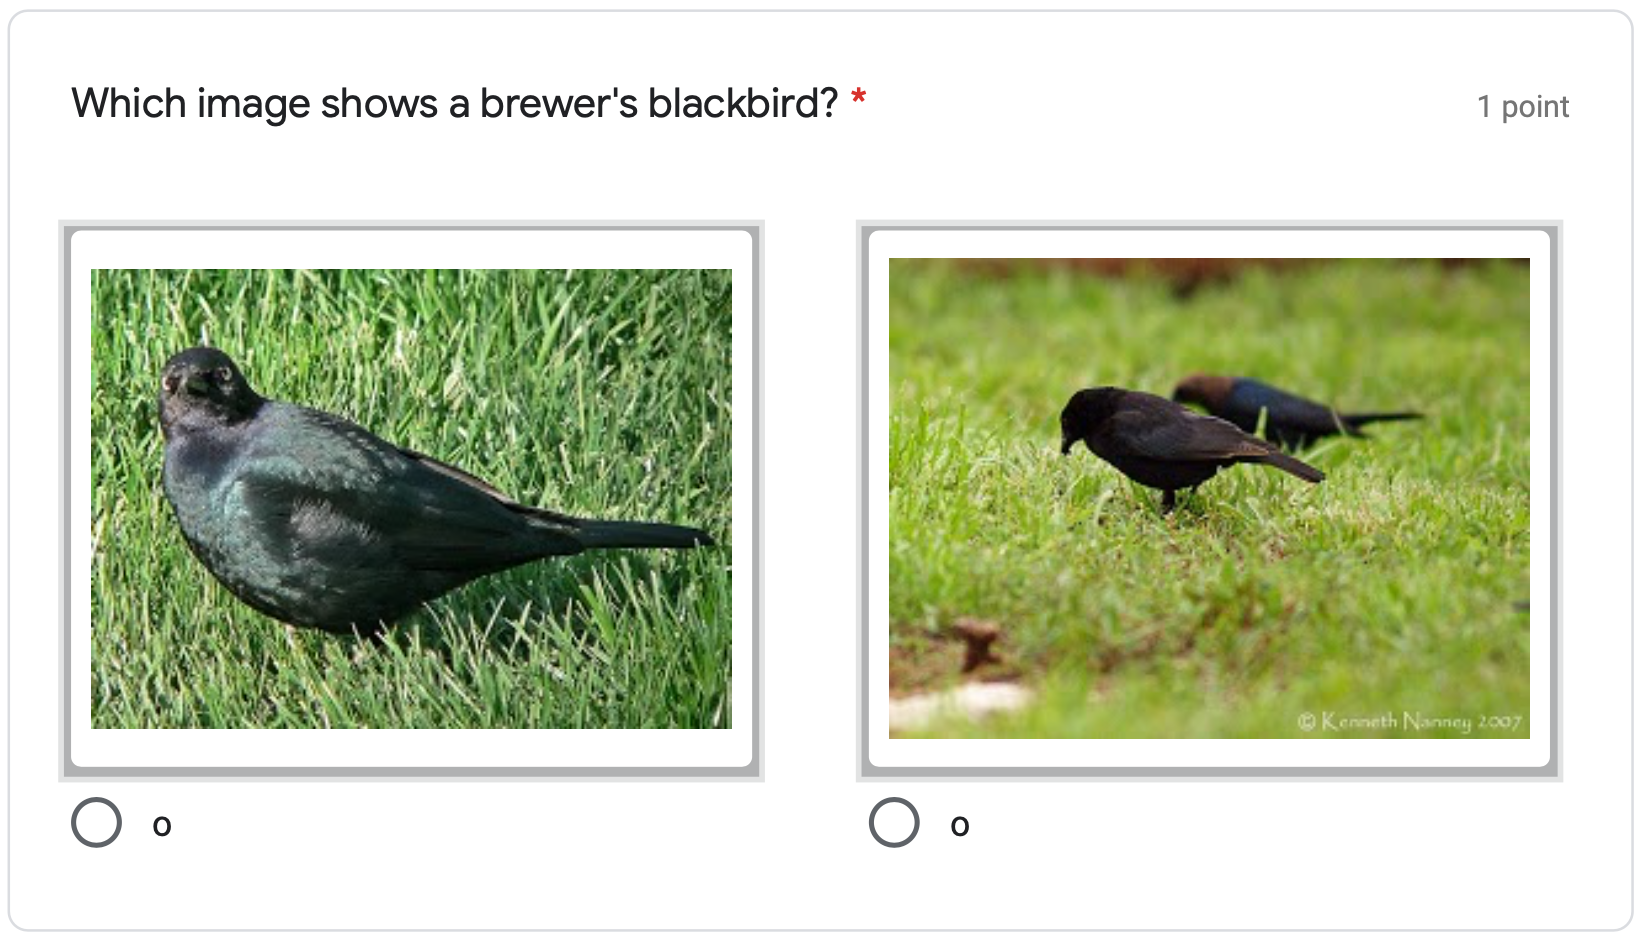 Which image shows a brewer's blackbird? *
1 point
© Kenneth Nanney 2007
o
o